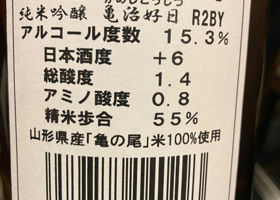 純米吟醸 亀治好日 R2BY
アルコール度数 15.3%
日本酒度 +6
総酸度 1.4
アミノ酸度 0.8
精米歩合 55%
山形県産「亀の尾」米100%使用